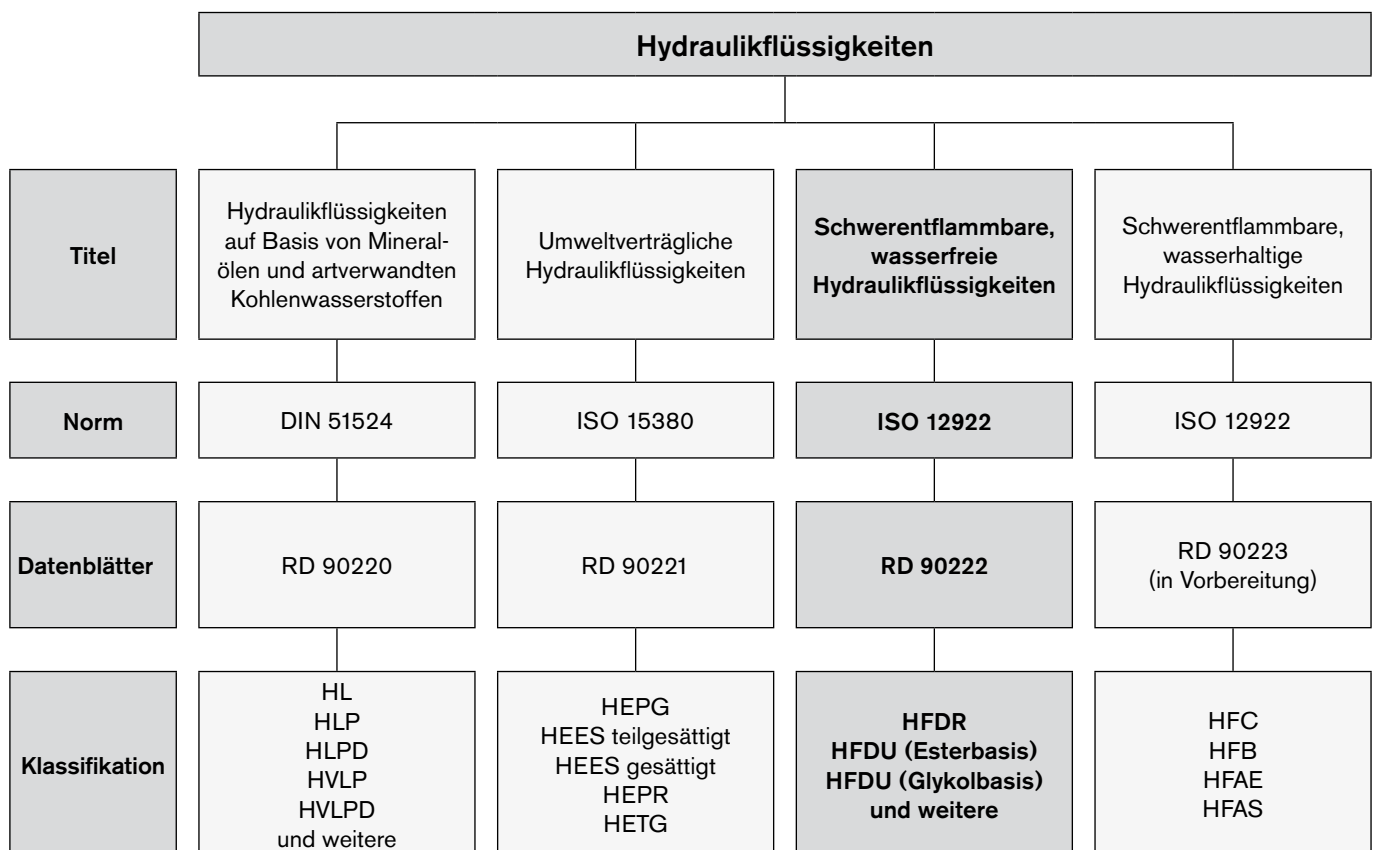 Hydraulikflüssigkeiten
Titel
Hydraulikflüssigkeiten
auf Basis von Mineral-
ölen und artverwandten
Kohlenwasserstoffen
Umweltverträgliche
Hydraulikflüssigkeiten
Schwerentflammbare,
wasserfreie
Hydraulikflüssigkeiten
Schwerentflammbare,
wasserhaltige
Hydraulikflüssigkeiten
Norm
DIN 51524
ISO 15380
ISO 12922
ISO 12922
Datenblätter
RD 90220
RD 90221
RD 90222
RD 90223
(in Vorbereitung)
Klassifikation
HL
HLP
HLPD
HVLP
HVLPD
und weitere
HEPG
HEES teilgesättigt
HEES gesättigt
HEPR
HETG
HFDR
HFDU (Esterbasis)
HFDU (Glykolbasis)
und weitere
HFC
HFB
HFAE
HFAS